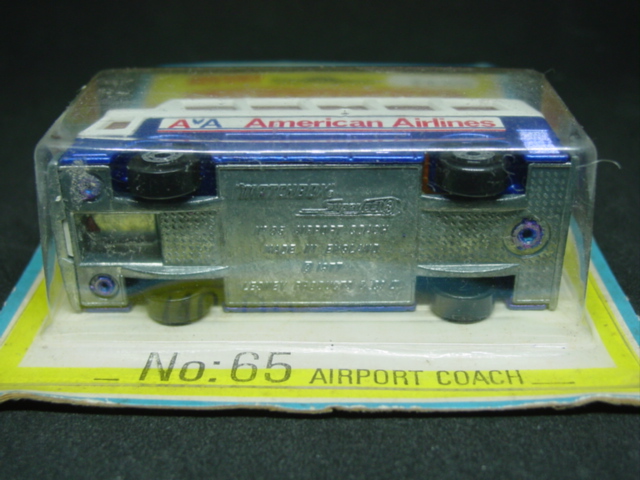 AA American Airlines
MATCHBOX
Superfast
No 65 AIRPORT COACH
MADE IN ENGLAND
© 1977
LESNEY PRODUCTS & CO
No: 65 AIRPORT COACH